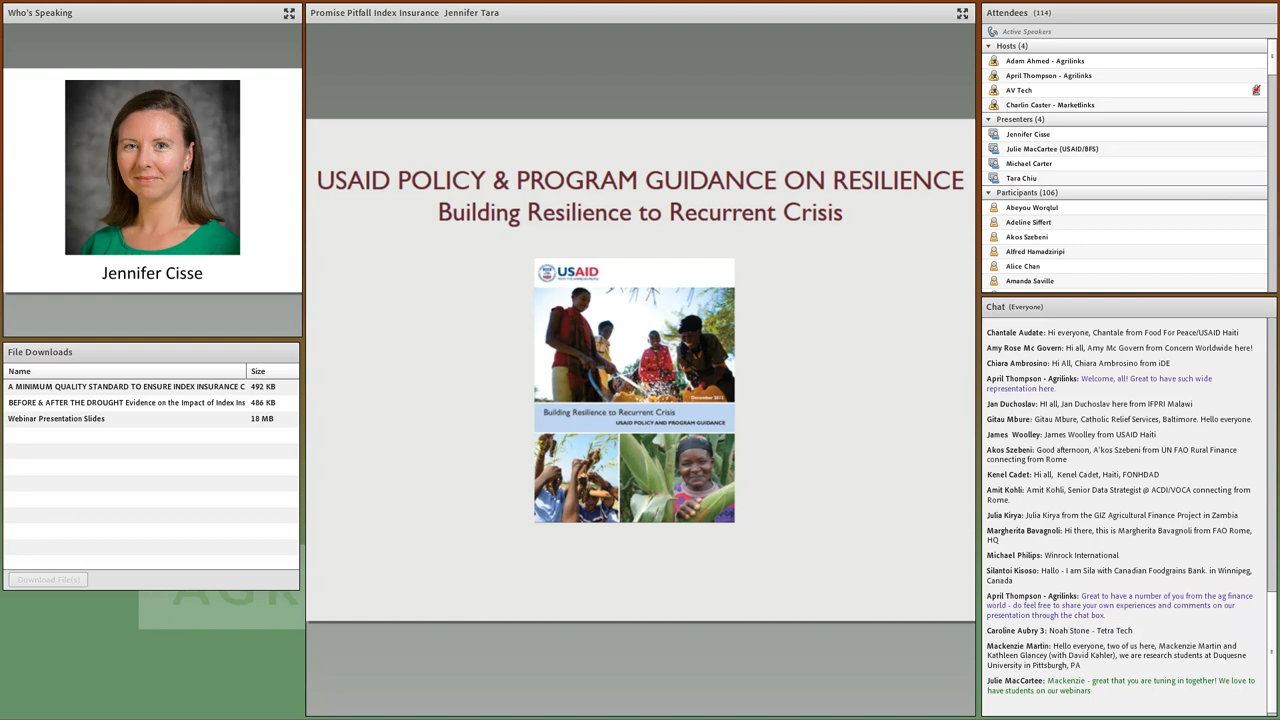 Who's Speaking
Jennifer Cisse
File Downloads
Name Size
A MINIMUM QUALITY STANDARD TO ENSURE INDEX INSURANCE C 492 KB
BEFORE & AFTER THE DROUGHT Evidence on the Impact of Index Ins 486 KB
Webinar Presentation Slides 18 MB
Download File(s)
AGR
Promise Pitfall Index Insurance Jennifer Tara
USAID POLICY & PROGRAM GUIDANCE ON RESILIENCE
Building Resilience to Recurrent Crisis
USAID
FROM THE AMERICAN PEOPLE
December 2012
Building Resilience to Recurrent Crisis
USAID POLICY AND PROGRAM GUIDANCE
Attendees (114)
Active Speakers
Hosts (4)
Adam Ahmed - Agrilinks
April Thompson - Agrilinks
AV Tech
Charlin Caster - Marketlinks
Presenters (4)
Jennifer Cisse
Julie MacCartee (USAID/BFS)
Michael Carter
Tara Chiu
Participants (106)
Abeyou Worqlul
Adeline Siffert
Akos Szebeni
Alfred Hamadziripi
Alice Chan
Amanda Saville
Chat (Everyone)
Chantale Audate: Hi everyone, Chantale from Food For Peace/USAID Haiti
Amy Rose Mc Govern: Hi all, Amy Mc Govern from Concern Worldwide here!
Chiara Ambrosino: Hi All, Chiara Ambrosino from iDE
April Thompson - Agrilinks: Welcome, all! Great to have such wide
representation here.
Jan Duchoslav: Hi all, Jan Duchoslav here from IFPRI Malawi
Gitau Mbure: Gitau Mbure, Catholic Relief Services, Baltimore. Hello everyone.
James Woolley: James Woolley from USAID Haiti
Akos Szebeni: Good afternoon, A'kos Szebeni from UN FAO Rural Finance
connecting from Rome
Kenel Cadet: Hi all, Kenel Cadet, Haiti, FONHDAD
Amit Kohli: Amit Kohli, Senior Data Strategist @ ACDI/VOCA connecting from
Rome.
Julia Kirya: Julia Kirya from the GIZ Agricultural Finance Project in Zambia
Margherita Bavagnoli: Hi there, this is Margherita Bavagnoli from FAO Rome,
HQ
Michael Philips: Winrock International
Silantoi Kisoso: Hallo - I am Sila with Canadian Foodgrains Bank. in Winnipeg,
Canada
April Thompson - Agrilinks: Great to have a number of you from the ag finance
world - do feel free to share your own experiences and comments on our
presentation through the chat box.
Caroline Aubry 3: Noah Stone - Tetra Tech
Mackenzie Martin: Hello everyone, two of us here, Mackenzie Martin and
Kathleen Glancey (with David Kahler), we are research students at Duquesne
University in Pittsburgh, PA
Julie MacCartee: Mackenzie - great that you are tuning in together! We love to
have students on our webinars